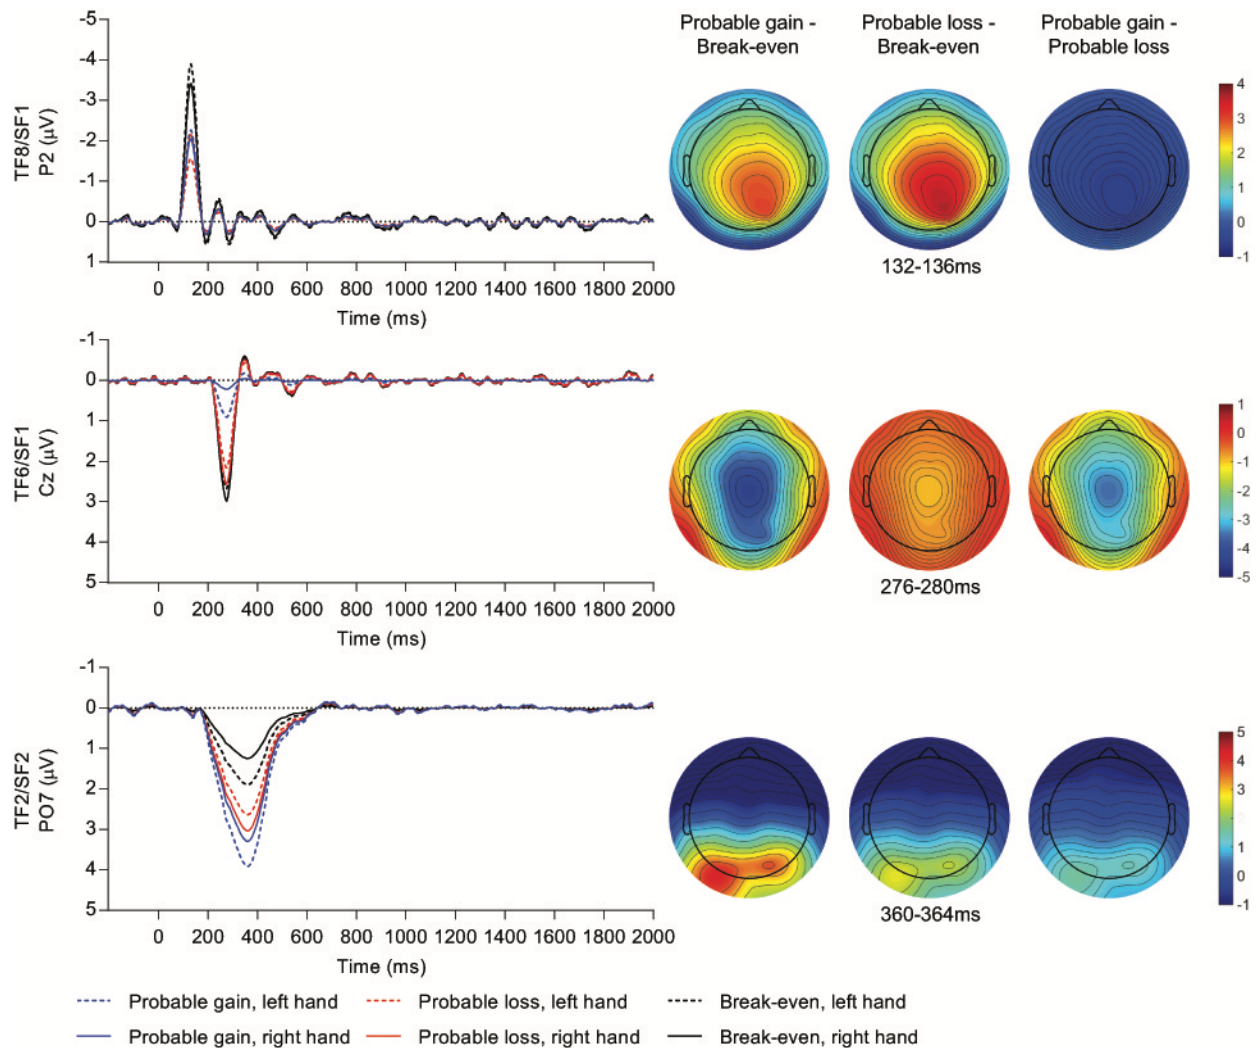 Probable gain -
Break-even
Probable loss -
Break-even
Probable gain -
Probable loss
TF8/SF1
P2 (μV)
-5
-4
-3
-2
-1
0
1
0 200 400 600 800 1000 1200 1400 1600 1800 2000
Time (ms)
132-136ms
4
3
2
1
0
-1
TF6/SF1
Cz (μV)
-1
0
1
2
3
4
5
0 200 400 600 800 1000 1200 1400 1600 1800 2000
Time (ms)
276-280ms
1
0
-1
-2
-3
-4
-5
TF2/SF2
PO7 (μV)
-1
0
1
2
3
4
5
0 200 400 600 800 1000 1200 1400 1600 1800 2000
Time (ms)
360-364ms
5
4
3
2
1
0
-1
Probable gain, left hand
Probable loss, left hand
Break-even, left hand
Probable gain, right hand
Probable loss, right hand
Break-even, right hand